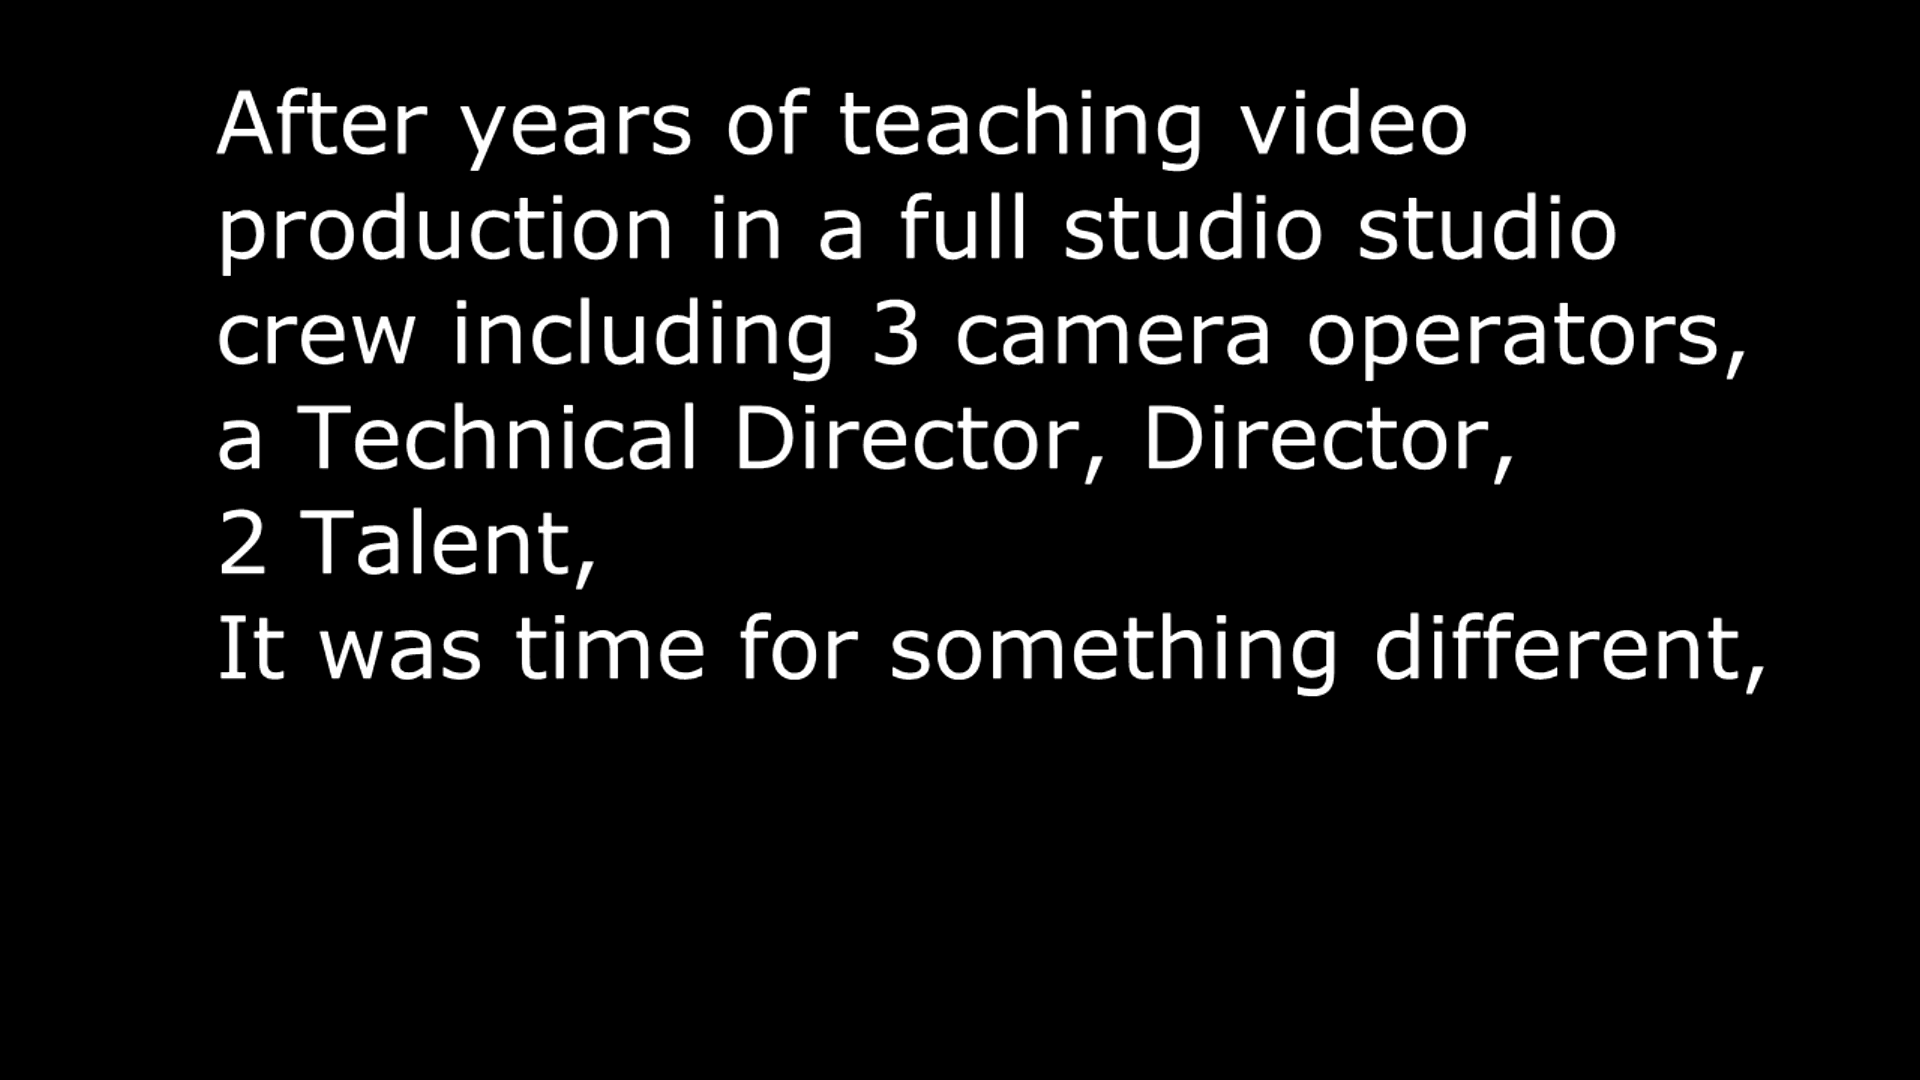 After years of teaching video
production in a full studio studio
crew including 3 camera operators,
a Technical Director, Director,
2 Talent,
It was time for something different,